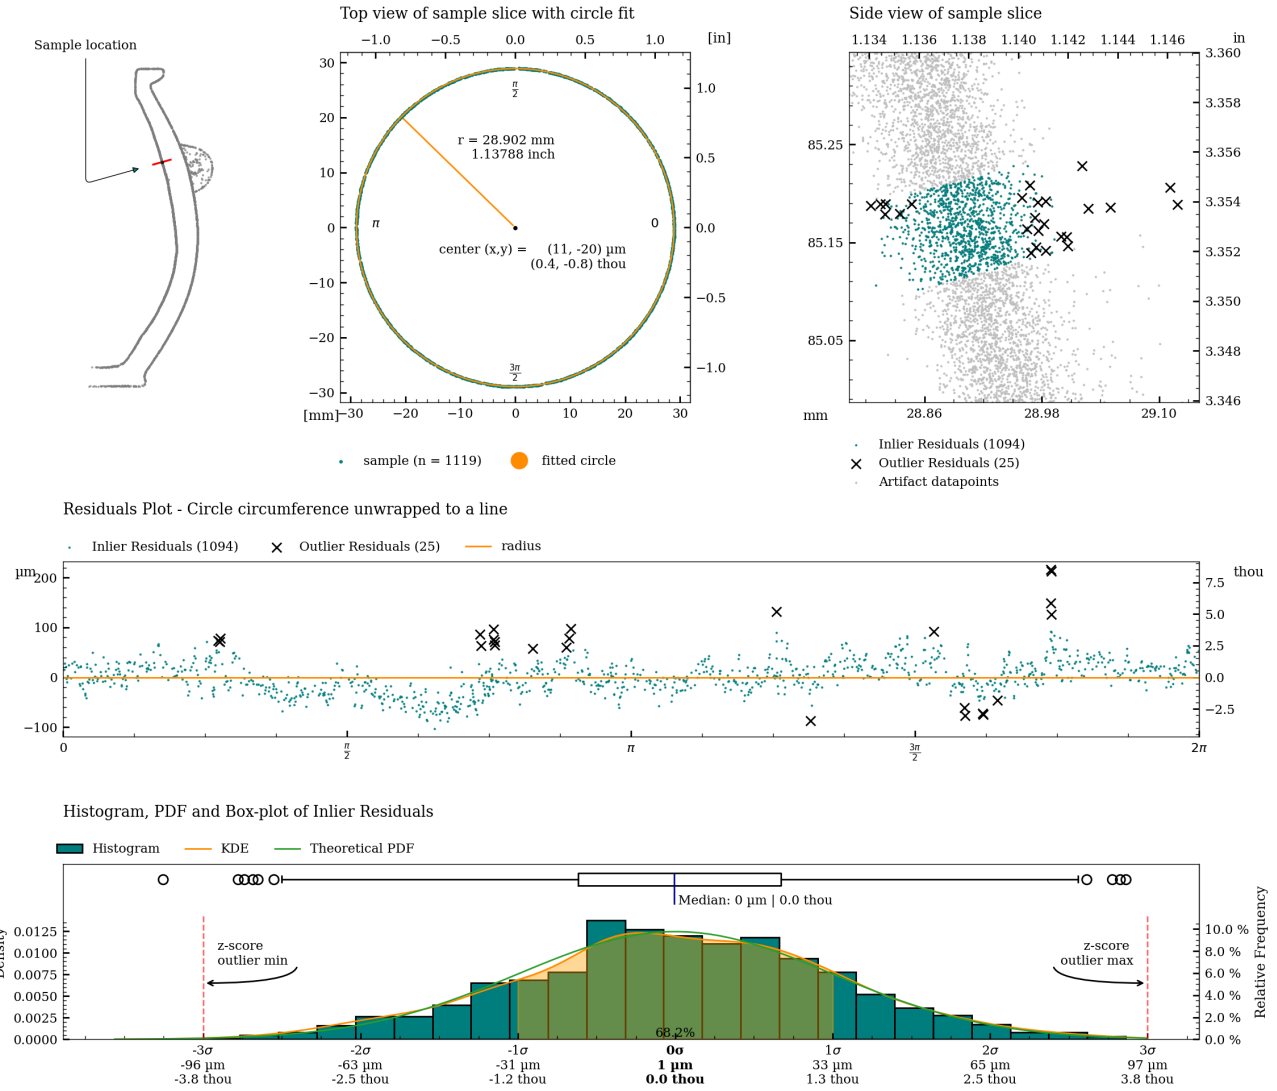 Top view of sample slice with circle fit
Side view of sample slice
Sample location
−1.0 −0.5 0.0 0.5 1.0 [in]
1.134 1.136 1.138 1.140 1.142 1.144 1.146 in
30
20
10
0
−10
−20
−30
1.0
0.5
0.0
−0.5
−1.0
π/2
r = 28.902 mm
1.13788 inch
π
0
center (x,y) = (11, -20) µm
(0.4, -0.8) thou
3π/2
[mm] −30 −20 −10 0 10 20 30
85.25
85.15
85.05
3.360
3.358
3.356
3.354
3.352
3.350
3.348
3.346
mm 28.86 28.98 29.10
sample (n = 1119) fitted circle
Inlier Residuals (1094)
Outlier Residuals (25)
Artifact datapoints
Residuals Plot - Circle circumference unwrapped to a line
Inlier Residuals (1094) Outlier Residuals (25) radius
µm
200
100
0
−100
thou
7.5
5.0
2.5
0.0
−2.5
0 π/2 π 3π/2 2π
Histogram, PDF and Box-plot of Inlier Residuals
Histogram KDE Theoretical PDF
Median: 0 µm | 0.0 thou
Density
0.0125
0.0100
0.0075
0.0050
0.0025
0.0000
z-score
outlier min
z-score
outlier max
68.2%
10.0 %
8.0 %
6.0 %
4.0 %
2.0 %
0.0 %
Relative Frequency
-3σ -2σ -1σ 0σ 1σ 2σ 3σ
-96 µm -63 µm -31 µm 1 µm 33 µm 65 µm 97 µm
-3.8 thou -2.5 thou -1.2 thou 0.0 thou 1.3 thou 2.5 thou 3.8 thou